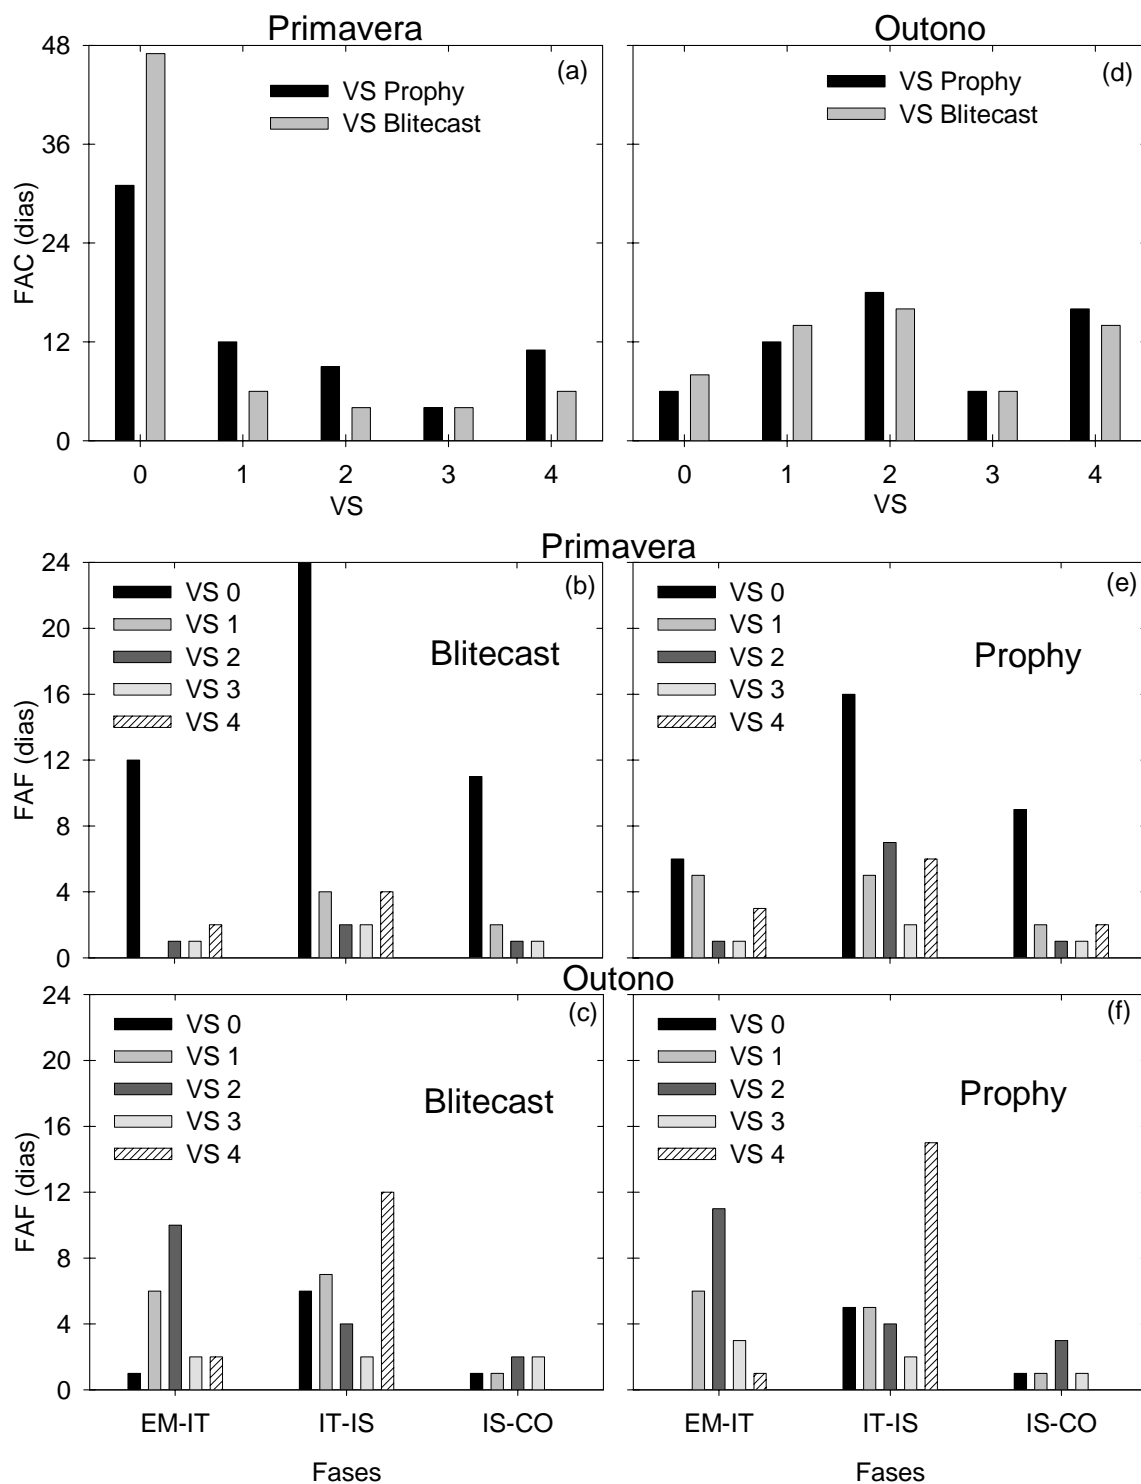 Primavera
Outono
48
36
24
12
0
FAC (dias)
(a)
VS Prophy
VS Blitecast
0 1 2 3 4
VS
(d)
VS Prophy
VS Blitecast
0 1 2 3 4
VS
Primavera
24
20
16
12
8
4
0
FAF (dias)
(b)
VS 0
VS 1
VS 2
VS 3
VS 4
Blitecast
(e)
VS 0
VS 1
VS 2
VS 3
VS 4
Prophy
Outono
24
20
16
12
8
4
0
FAF (dias)
(c)
VS 0
VS 1
VS 2
VS 3
VS 4
Blitecast
EM-IT IT-IS IS-CO
Fases
(f)
VS 0
VS 1
VS 2
VS 3
VS 4
Prophy
EM-IT IT-IS IS-CO
Fases